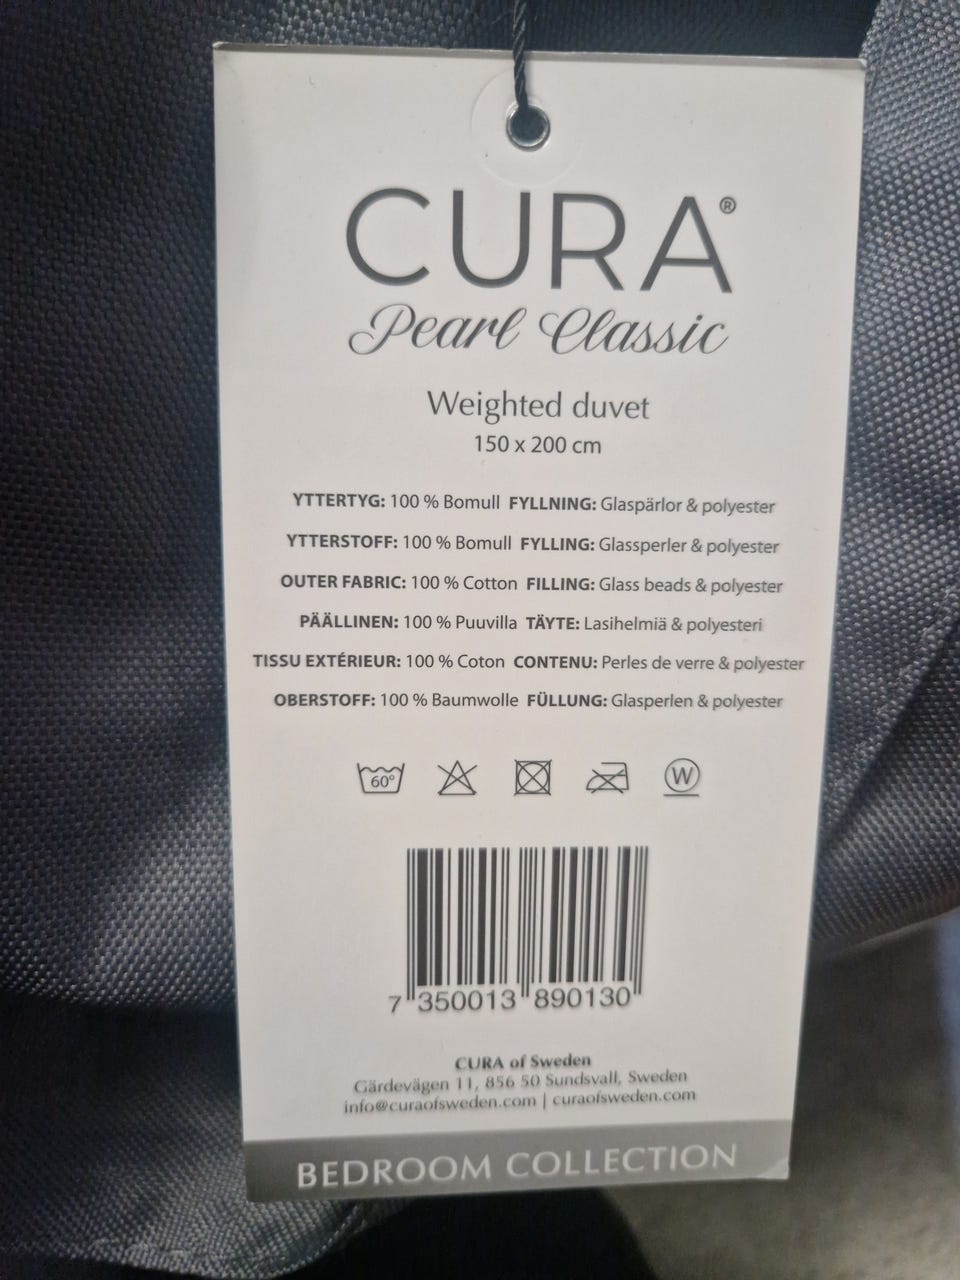 CURA®
Pearl Classic
Weighted duvet
150 x 200 cm
YTTERTYG: 100 % Bomull FYLLNING: Glaspärlor & polyester
YTTERSTOFF: 100 % Bomull FYLLING: Glassperler & polyester
OUTER FABRIC: 100 % Cotton FILLING: Glass beads & polyester
PÄÄLLINEN: 100 % Puuvilla TÄYTE: Lasihelmiä & polyesteri
TISSU EXTÉRIEUR: 100 % Coton CONTENU: Perles de verre & polyester
OBERSTOFF: 100 % Baumwolle FÜLLUNG: Glasperlen & polyester
60° W
7 350013 890130
CURA of Sweden
Gärdevägen 11, 856 50 Sundsvall, Sweden
info@curaofsweden.com | curaofsweden.com
BEDROOM COLLECTION